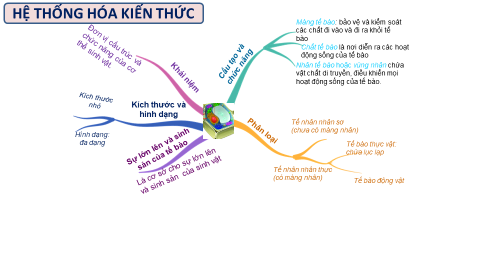 HỆ THỐNG HÓA KIẾN THỨC
Đơn vị cấu trúc và
chức năng của cơ
thể sinh vật.
Khái niệm
Cấu tạo và
chức năng
Màng tế bào: bảo vệ và kiểm soát
các chất đi vào và đi ra khỏi tế
bào
Chất tế bào là nơi diễn ra các hoạt
động sống của tế bào
Nhân tế bào hoặc vùng nhân chứa
vật chất di truyền, điều khiển mọi
hoạt động sống của tế bào.
Kích thước
nhỏ
Hình dạng:
đa dạng
Kích thước và
hình dạng
Sự lớn lên và sinh
sản của tế bào
Là cơ sở cho sự lớn lên
và sinh sản của sinh vật
Phân loại
Tế nhân nhân sơ
(chưa có màng nhân)
Tế nhân nhân thực
(có màng nhân)
Tế bào thực vật:
chứa lục lạp
Tế bào động vật